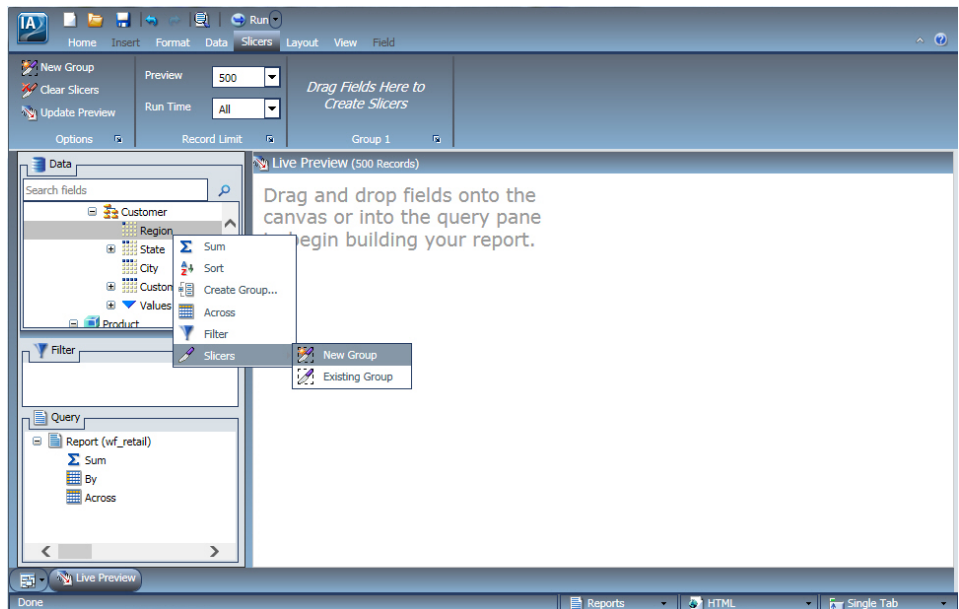 IA
Run
Home Insert Format Data Slicers Layout View Field
New Group
Clear Slicers
Update Preview
Options
Preview 500
Run Time All
Record Limit
Drag Fields Here to
Create Slicers
Group 1
Data
Search fields
Customer
Region
State
City
Custom
Values
Product
Filter
Query
Report (wf_retail)
Sum
By
Across
Live Preview (500 Records)
Drag and drop fields onto the
canvas or into the query pane
begin building your report.
Sum
Sort
Create Group...
Across
Filter
Slicers
New Group
Existing Group
Live Preview
Done
Reports
HTML
Single Tab